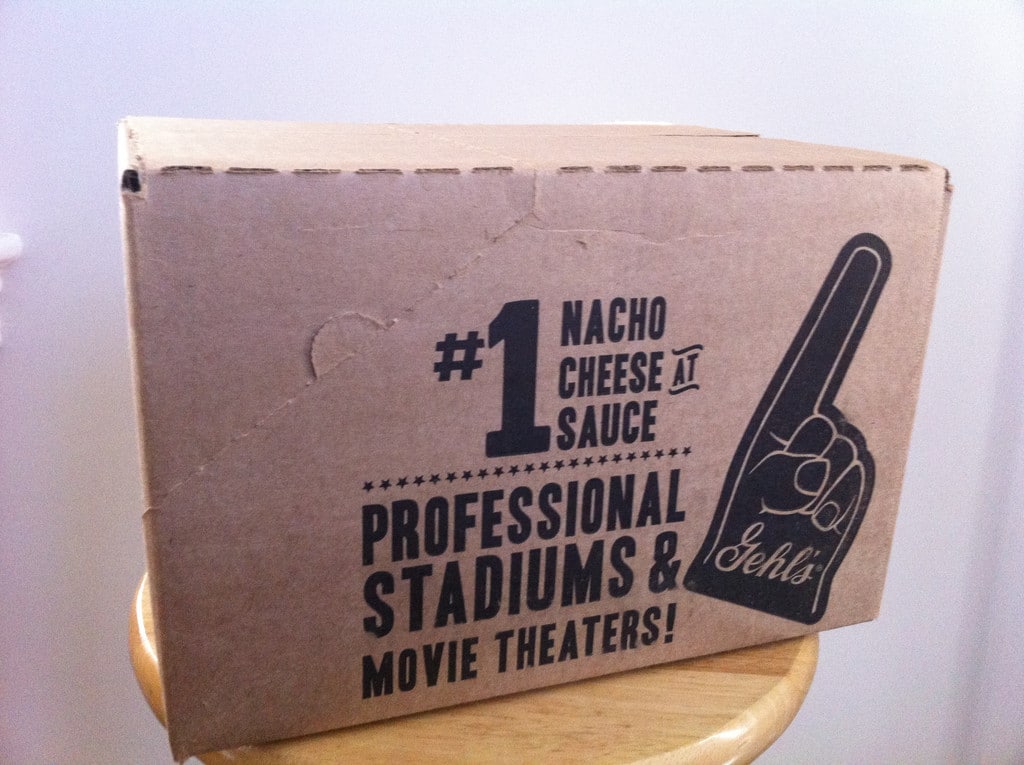 #1 NACHO
CHEESE AT
SAUCE
PROFESSIONAL
STADIUMS &
MOVIE THEATERS!
Gehl's®